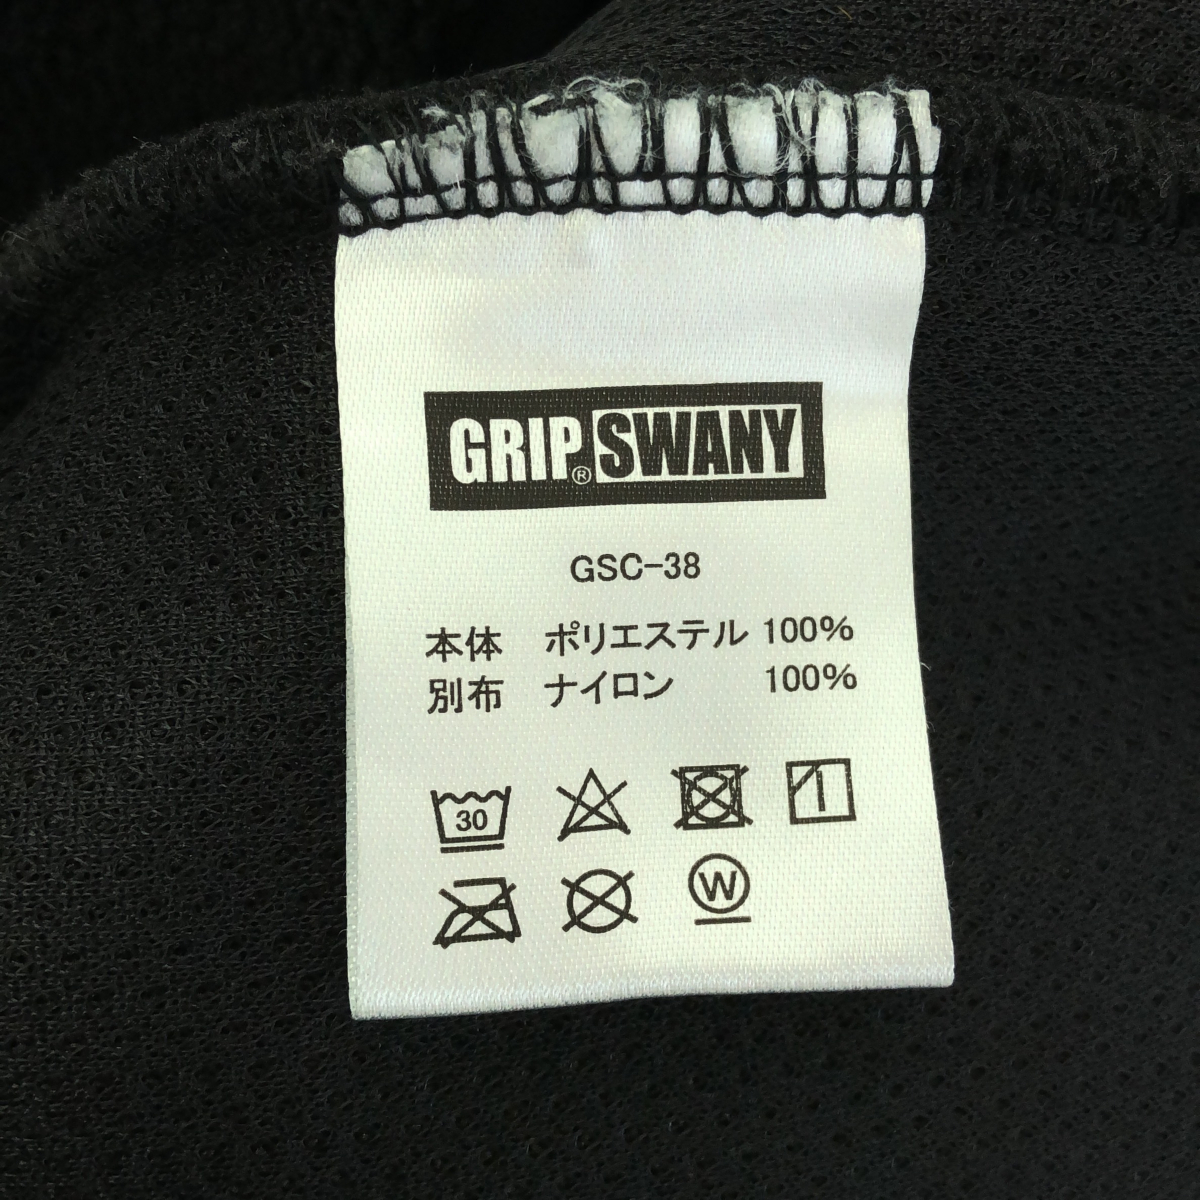 GRIP® SWANY
GSC-38
本体 ポリエステル 100%
別布 ナイロン 100%
30
W